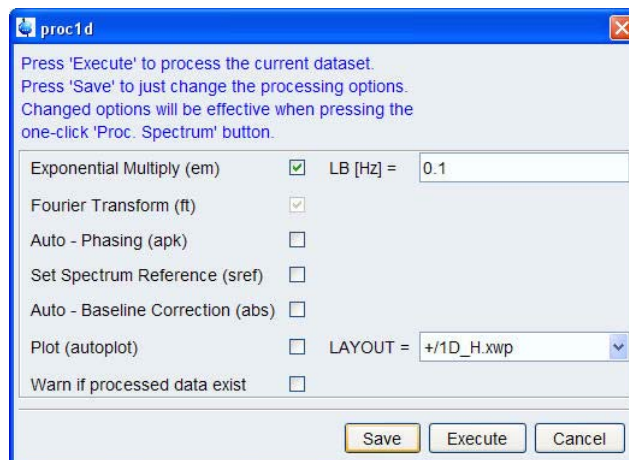 proc1d
Press 'Execute' to process the current dataset.
Press 'Save' to just change the processing options.
Changed options will be effective when pressing the
one-click 'Proc. Spectrum' button.
Exponential Multiply (em) LB [Hz] = 0.1
Fourier Transform (ft)
Auto - Phasing (apk)
Set Spectrum Reference (sref)
Auto - Baseline Correction (abs)
Plot (autoplot) LAYOUT = +/1D_H.xwp
Warn if processed data exist
Save Execute Cancel